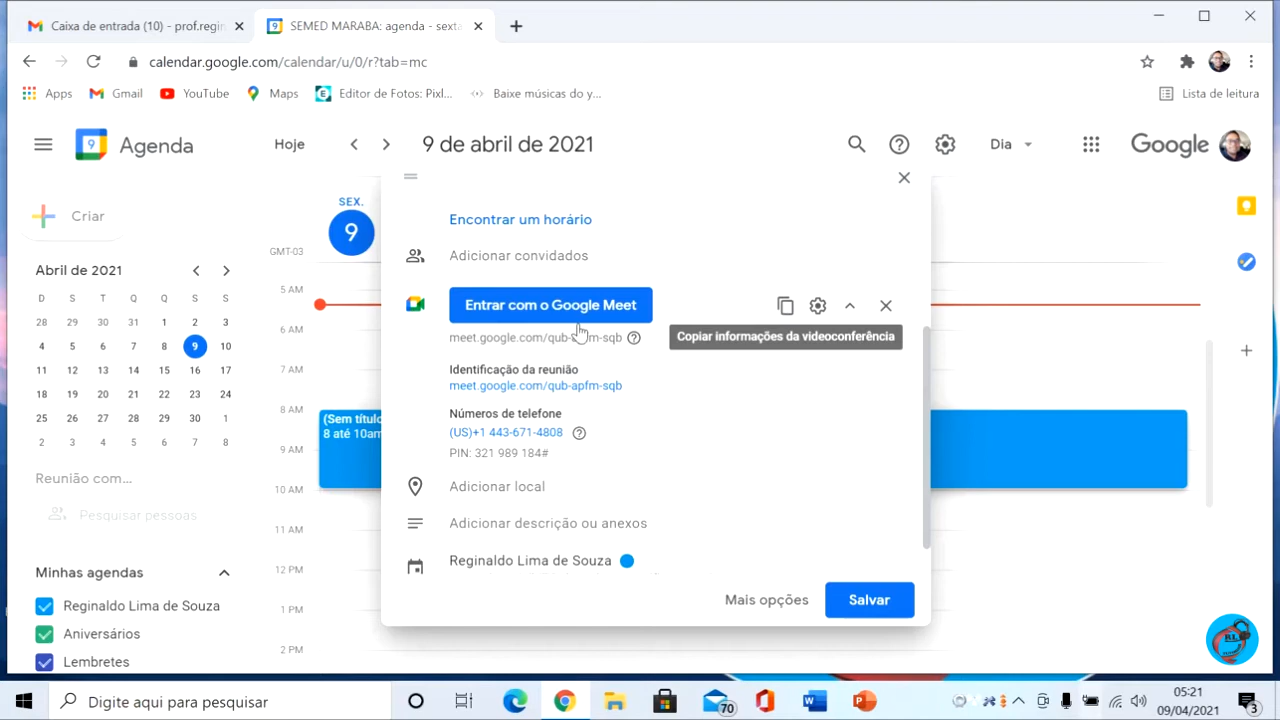 Caixa de entrada (10) - prof.regin
SEMED MARABA: agenda - sexta
calendar.google.com/calendar/u/0/r?tab=mc
Apps
Gmail
YouTube
Maps
Editor de Fotos: Pixl...
Baixe músicas do y...
Lista de leitura
9
Agenda
Hoje
9 de abril de 2021
Dia
Google
Criar
SEX.
9
GMT-03
Abril de 2021
D S T Q Q S S
28 29 30 31 1 2 3
4 5 6 7 8 9 10
11 12 13 14 15 16 17
18 19 20 21 22 23 24
25 26 27 28 29 30 1
2 3 4 5 6 7 8
Reunião com...
Pesquisar pessoas
Minhas agendas
Reginaldo Lima de Souza
Aniversários
Lembretes
5 AM
6 AM
7 AM
8 AM
9 AM
10 AM
11 AM
12 PM
1 PM
2 PM
(Sem título
8 até 10am
Encontrar um horário
Adicionar convidados
Entrar com o Google Meet
meet.google.com/qub-apfm-sqb
Copiar informações da videoconferência
Identificação da reunião
meet.google.com/qub-apfm-sqb
Números de telefone
(US)+1 443-671-4808
PIN: 321 989 184#
Adicionar local
Adicionar descrição ou anexos
Reginaldo Lima de Souza
Mais opções
Salvar
RL
Digite aqui para pesquisar
70
05:21
09/04/2021
3